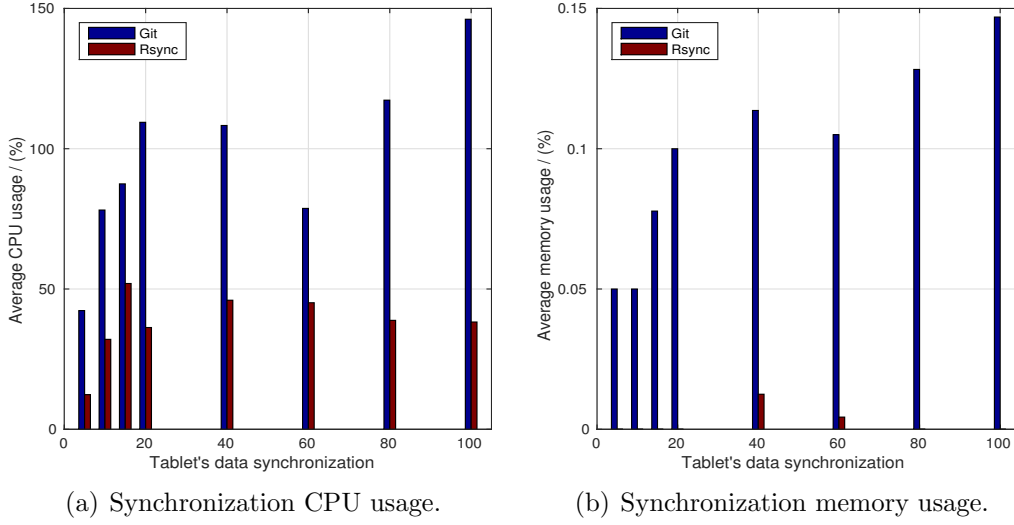 150
100
50
0
Average CPU usage / (%)
Git
Rsync
0 20 40 60 80 100
Tablet's data synchronization
(a) Synchronization CPU usage.
0.15
0.1
0.05
0
Average memory usage / (%)
Git
Rsync
0 20 40 60 80 100
Tablet's data synchronization
(b) Synchronization memory usage.